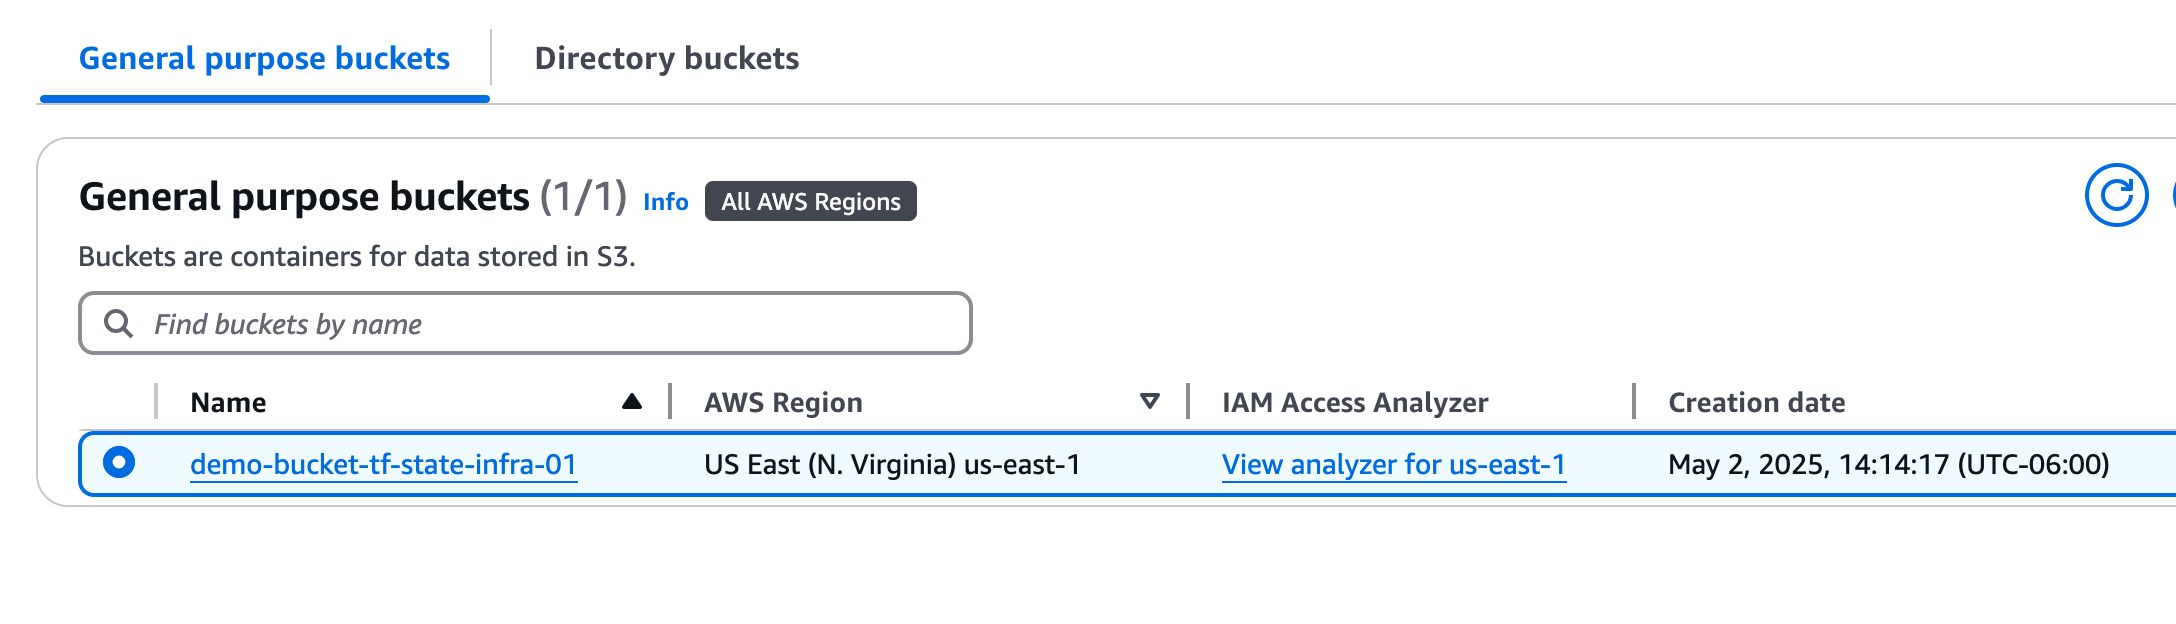 General purpose buckets
Directory buckets
General purpose buckets (1/1) Info All AWS Regions
Buckets are containers for data stored in S3.
Find buckets by name
Name AWS Region IAM Access Analyzer Creation date
demo-bucket-tf-state-infra-01 US East (N. Virginia) us-east-1 View analyzer for us-east-1 May 2, 2025, 14:14:17 (UTC-06:00)